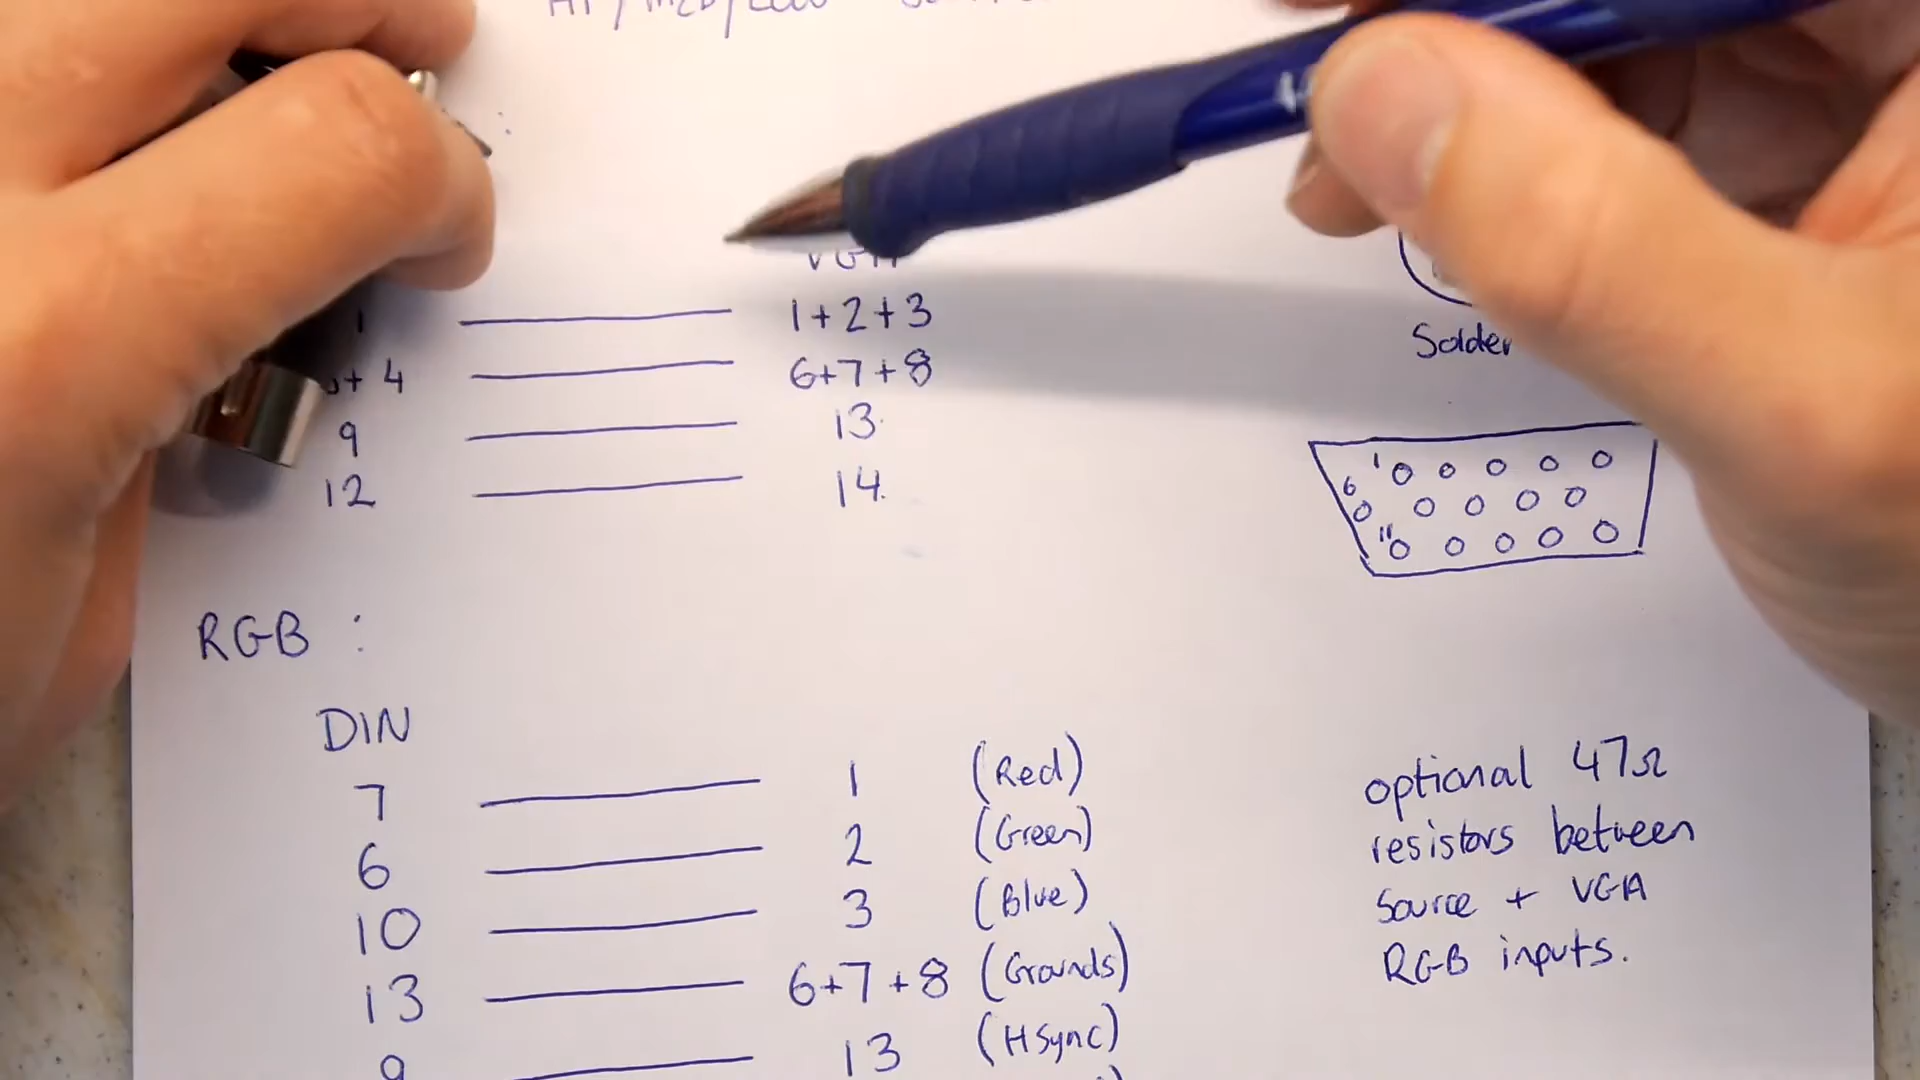 VGA
1 —— 1+2+3
+ 4 —— 6+7+8
9 —— 13
12 —— 14.
Solder
1
6
11
RGB :
DIN
7 —— 1 (Red)
6 —— 2 (Green)
10 —— 3 (Blue)
13 —— 6+7+8 (Grounds)
9 —— 13 (HSync)
optional 47Ω
resistors between
Source + VGA
RGB inputs.